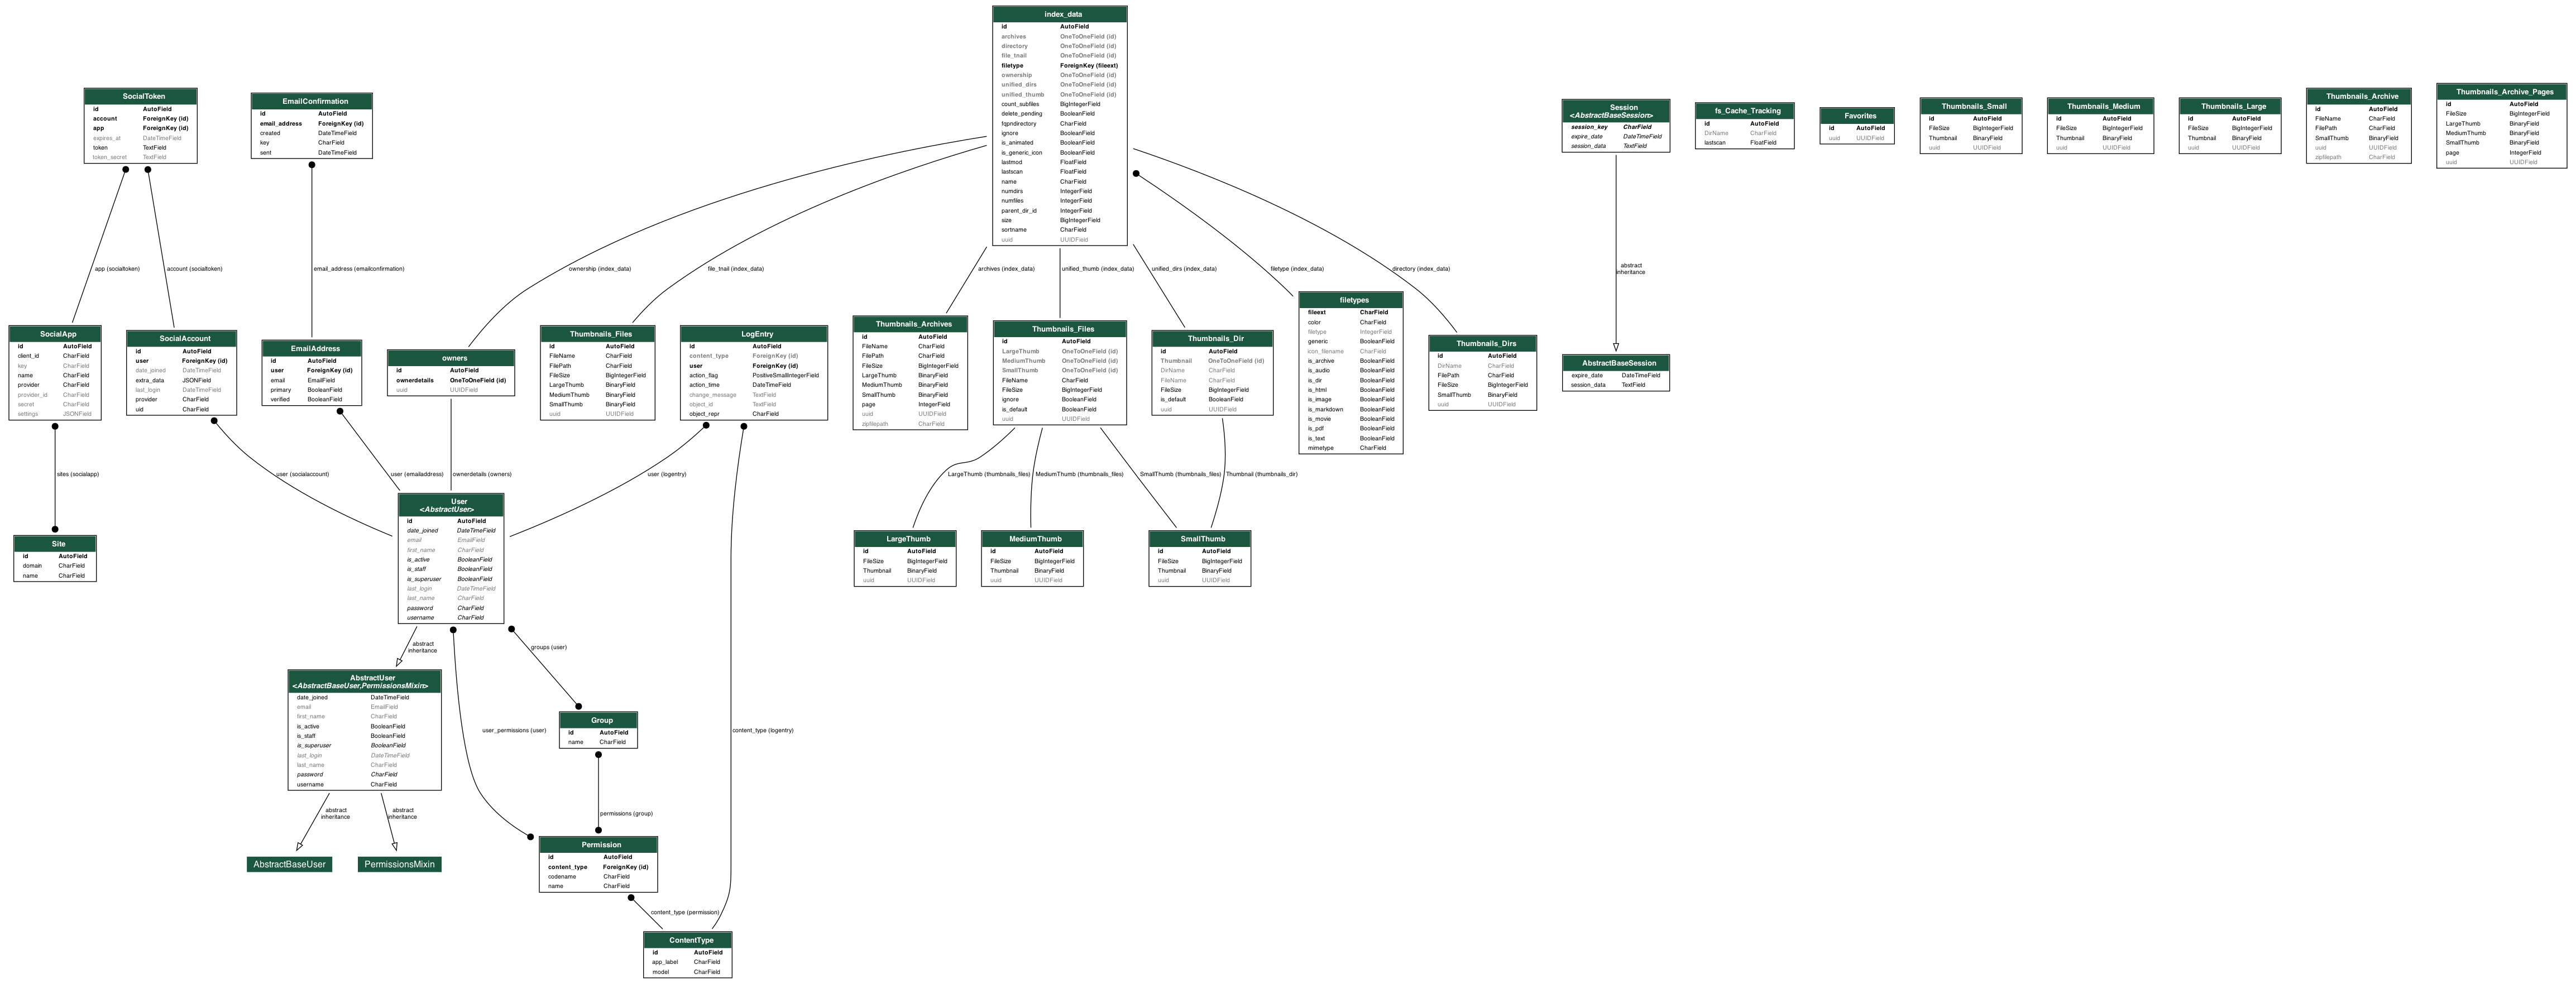 index_data
id AutoField
archives OneToOneField (id)
directory OneToOneField (id)
file_tnail OneToOneField (id)
filetype ForeignKey (fileext)
ownership OneToOneField (id)
unified_dirs OneToOneField (id)
unified_thumb OneToOneField (id)
count_subfiles BigIntegerField
delete_pending BooleanField
fqpndirectory CharField
ignore BooleanField
is_animated BooleanField
is_generic_icon BooleanField
lastmod FloatField
lastscan FloatField
name CharField
numdirs IntegerField
numfiles IntegerField
parent_dir_id IntegerField
size BigIntegerField
sortname CharField
uuid UUIDField
SocialToken
id AutoField
account ForeignKey (id)
app ForeignKey (id)
expires_at DateTimeField
token TextField
token_secret TextField
EmailConfirmation
id AutoField
email_address ForeignKey (id)
created DateTimeField
key CharField
sent DateTimeField
Session
<AbstractBaseSession>
session_key CharField
expire_date DateTimeField
session_data TextField
fs_Cache_Tracking
id AutoField
DirName CharField
lastscan FloatField
Favorites
id AutoField
uuid UUIDField
Thumbnails_Small
id AutoField
FileSize BigIntegerField
Thumbnail BinaryField
uuid UUIDField
Thumbnails_Medium
id AutoField
FileSize BigIntegerField
Thumbnail BinaryField
uuid UUIDField
Thumbnails_Large
id AutoField
FileSize BigIntegerField
Thumbnail BinaryField
uuid UUIDField
Thumbnails_Archive
id AutoField
FileName CharField
FilePath CharField
SmallThumb BinaryField
uuid UUIDField
zipfilepath CharField
Thumbnails_Archive_Pages
id AutoField
FileSize BigIntegerField
LargeThumb BinaryField
MediumThumb BinaryField
SmallThumb BinaryField
page IntegerField
uuid UUIDField
app (socialtoken)
account (socialtoken)
email_address (emailconfirmation)
ownership (index_data)
file_tnail (index_data)
archives (index_data)
unified_thumb (index_data)
unified_dirs (index_data)
filetype (index_data)
directory (index_data)
abstract
inheritance
SocialApp
id AutoField
client_id CharField
key CharField
name CharField
provider CharField
provider_id CharField
secret CharField
settings JSONField
SocialAccount
id AutoField
user ForeignKey (id)
date_joined DateTimeField
extra_data JSONField
last_login DateTimeField
provider CharField
uid CharField
EmailAddress
id AutoField
user ForeignKey (id)
email EmailField
primary BooleanField
verified BooleanField
owners
id AutoField
ownerdetails OneToOneField (id)
uuid UUIDField
Thumbnails_Files
id AutoField
FileName CharField
FilePath CharField
FileSize BigIntegerField
LargeThumb BinaryField
MediumThumb BinaryField
SmallThumb BinaryField
uuid UUIDField
LogEntry
id AutoField
content_type ForeignKey (id)
user ForeignKey (id)
action_flag PositiveSmallIntegerField
action_time DateTimeField
change_message TextField
object_id TextField
object_repr CharField
Thumbnails_Archives
id AutoField
FileName CharField
FilePath CharField
FileSize BigIntegerField
LargeThumb BinaryField
MediumThumb BinaryField
SmallThumb BinaryField
page IntegerField
uuid UUIDField
zipfilepath CharField
Thumbnails_Files
id AutoField
LargeThumb OneToOneField (id)
MediumThumb OneToOneField (id)
SmallThumb OneToOneField (id)
FileName CharField
FileSize BigIntegerField
ignore BooleanField
is_default BooleanField
uuid UUIDField
Thumbnails_Dir
id AutoField
Thumbnail OneToOneField (id)
DirName CharField
FileName CharField
FileSize BigIntegerField
is_default BooleanField
uuid UUIDField
filetypes
fileext CharField
color CharField
filetype IntegerField
generic BooleanField
icon_filename CharField
is_archive BooleanField
is_audio BooleanField
is_dir BooleanField
is_html BooleanField
is_image BooleanField
is_markdown BooleanField
is_movie BooleanField
is_pdf BooleanField
is_text BooleanField
mimetype CharField
Thumbnails_Dirs
id AutoField
DirName CharField
FilePath CharField
FileSize BigIntegerField
SmallThumb BinaryField
uuid UUIDField
AbstractBaseSession
expire_date DateTimeField
session_data TextField
sites (socialapp)
user (socialaccount)
user (emailaddress)
ownerdetails (owners)
user (logentry)
LargeThumb (thumbnails_files)
MediumThumb (thumbnails_files)
SmallThumb (thumbnails_files)
Thumbnail (thumbnails_dir)
Site
id AutoField
domain CharField
name CharField
User
<AbstractUser>
id AutoField
date_joined DateTimeField
email EmailField
first_name CharField
is_active BooleanField
is_staff BooleanField
is_superuser BooleanField
last_login DateTimeField
last_name CharField
password CharField
username CharField
LargeThumb
id AutoField
FileSize BigIntegerField
Thumbnail BinaryField
uuid UUIDField
MediumThumb
id AutoField
FileSize BigIntegerField
Thumbnail BinaryField
uuid UUIDField
SmallThumb
id AutoField
FileSize BigIntegerField
Thumbnail BinaryField
uuid UUIDField
abstract
inheritance
groups (user)
AbstractUser
<AbstractBaseUser,PermissionsMixin>
date_joined DateTimeField
email EmailField
first_name CharField
is_active BooleanField
is_staff BooleanField
is_superuser BooleanField
last_login DateTimeField
last_name CharField
password CharField
username CharField
user_permissions (user)
Group
id AutoField
name CharField
content_type (logentry)
abstract
inheritance
abstract
inheritance
permissions (group)
AbstractBaseUser
PermissionsMixin
Permission
id AutoField
content_type ForeignKey (id)
codename CharField
name CharField
content_type (permission)
ContentType
id AutoField
app_label CharField
model CharField